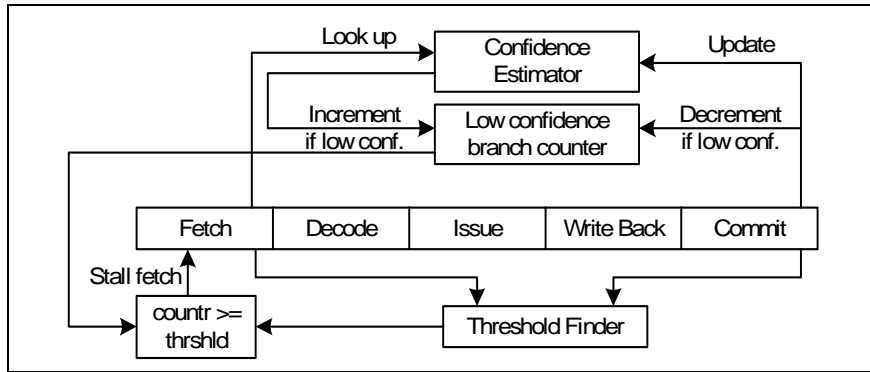 Look up
Confidence
Estimator
Update
Increment
if low conf.
Low confidence
branch counter
Decrement
if low conf.
Fetch
Decode
Issue
Write Back
Commit
Stall fetch
countr >=
thrshld
Threshold Finder